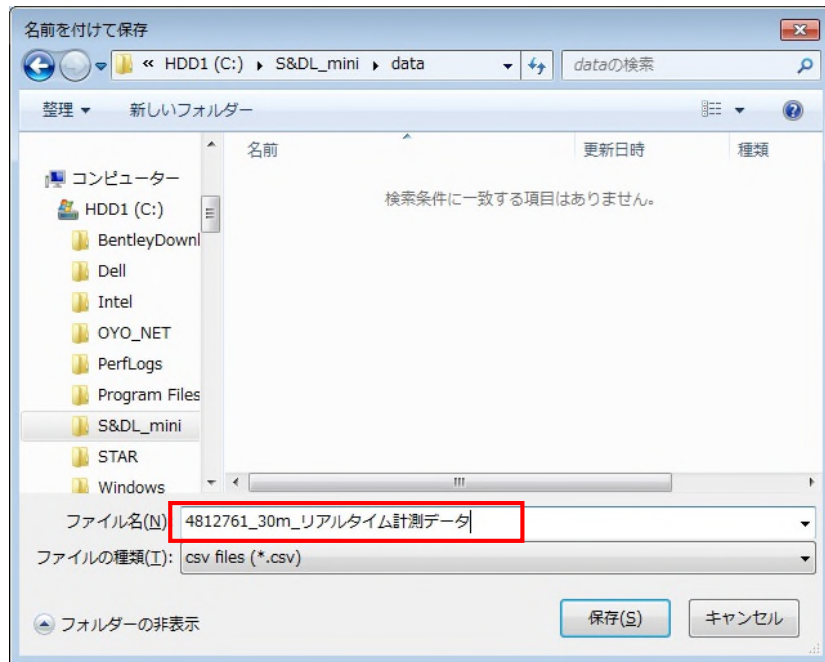 名前を付けて保存
« HDD1 (C:) ▸ S&DL_mini ▸ data
dataの検索
整理 ▼ 新しいフォルダー
名前 更新日時 種類
検索条件に一致する項目はありません。
コンピューター
HDD1 (C:)
BentleyDownl
Dell
Intel
OYO_NET
PerfLogs
Program Files
S&DL_mini
STAR
Windows
ファイル名(N): 4812761_30m_リアルタイム計測データ
ファイルの種類(T): csv files (*.csv)
フォルダーの非表示 保存(S) キャンセル